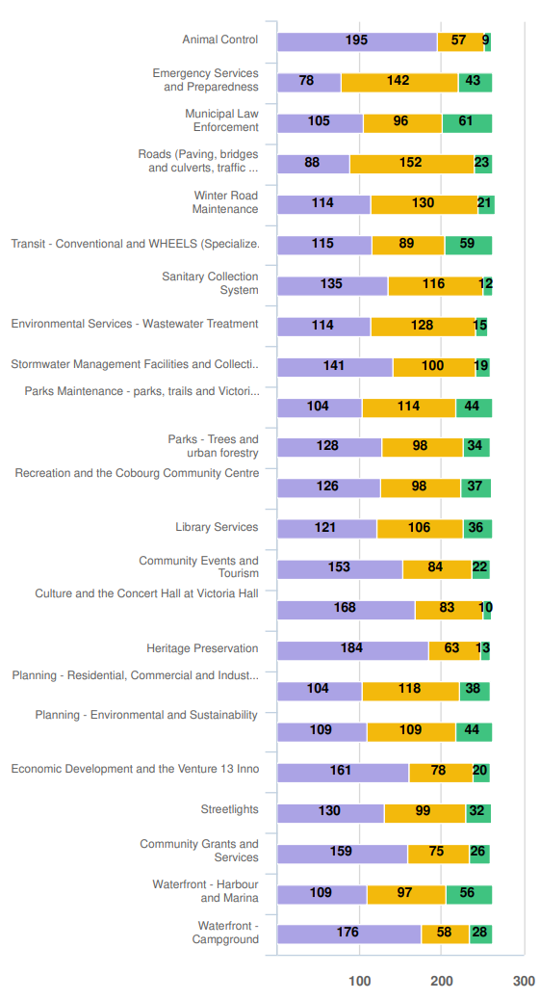 Animal Control
195 57 9
Emergency Services
and Preparedness
78 142 43
Municipal Law
Enforcement
105 96 61
Roads (Paving, bridges
and culverts, traffic ...
88 152 23
Winter Road
Maintenance
114 130 21
Transit - Conventional and WHEELS (Specialize.
115 89 59
Sanitary Collection
System
135 116 12
Environmental Services - Wastewater Treatment
114 128 15
Stormwater Management Facilities and Collecti..
141 100 19
Parks Maintenance - parks, trails and Victori...
104 114 44
Parks - Trees and
urban forestry
128 98 34
Recreation and the Cobourg Community Centre
126 98 37
Library Services
121 106 36
Community Events and
Tourism
153 84 22
Culture and the Concert Hall at Victoria Hall
168 83 10
Heritage Preservation
184 63 13
Planning - Residential, Commercial and Indust...
104 118 38
Planning - Environmental and Sustainability
109 109 44
Economic Development and the Venture 13 Inno
161 78 20
Streetlights
130 99 32
Community Grants and
Services
159 75 26
Waterfront - Harbour
and Marina
109 97 56
Waterfront -
Campground
176 58 28
100 200 300